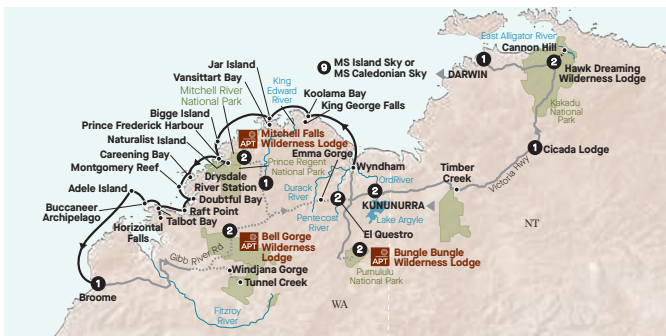 East Alligator River
Cannon Hill
2
Hawk Dreaming
Wilderness Lodge
1
DARWIN
Kakadu
National
Park
9 MS Island Sky or
MS Caledonian Sky
Jar Island
Vansittart Bay
Mitchell River
National Park
King
Edward
River
Koolama Bay
King George Falls
Bigge Island
Prince Frederick Harbour
Naturalist Island
Careening Bay
Montgomery Reef
Adele Island
Buccaneer
Archipelago
Horizontal
Falls
Talbot Bay
Raft Point
Doubtful Bay
APT
Mitchell Falls
Wilderness Lodge
2
Drysdale
River Station
1
Prince Regent
National Park
Emma Gorge
Wyndham
Durack
River
Pentecost
River
OrdRiver
2
KUNUNURRA
Lake Argyle
2
El Questro
Timber
Creek
Victoria Hwy
1
Cicada Lodge
NT
2
APT
Bell Gorge
Wilderness
Lodge
Gibb River Rd
Windjana Gorge
Tunnel Creek
Fitzroy
River
2
APT
Bungle Bungle
Wilderness Lodge
Purnululu
National Park
WA
1
Broome